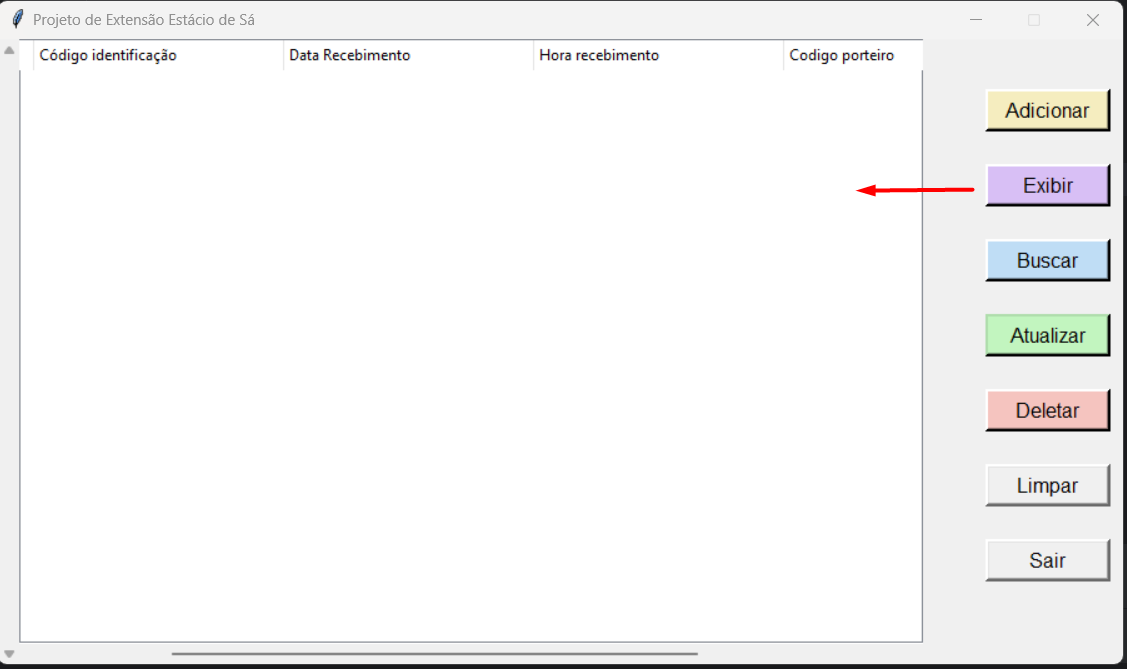 Projeto de Extensão Estácio de Sá
Código identificação Data Recebimento Hora recebimento Codigo porteiro
Adicionar
Exibir
Buscar
Atualizar
Deletar
Limpar
Sair